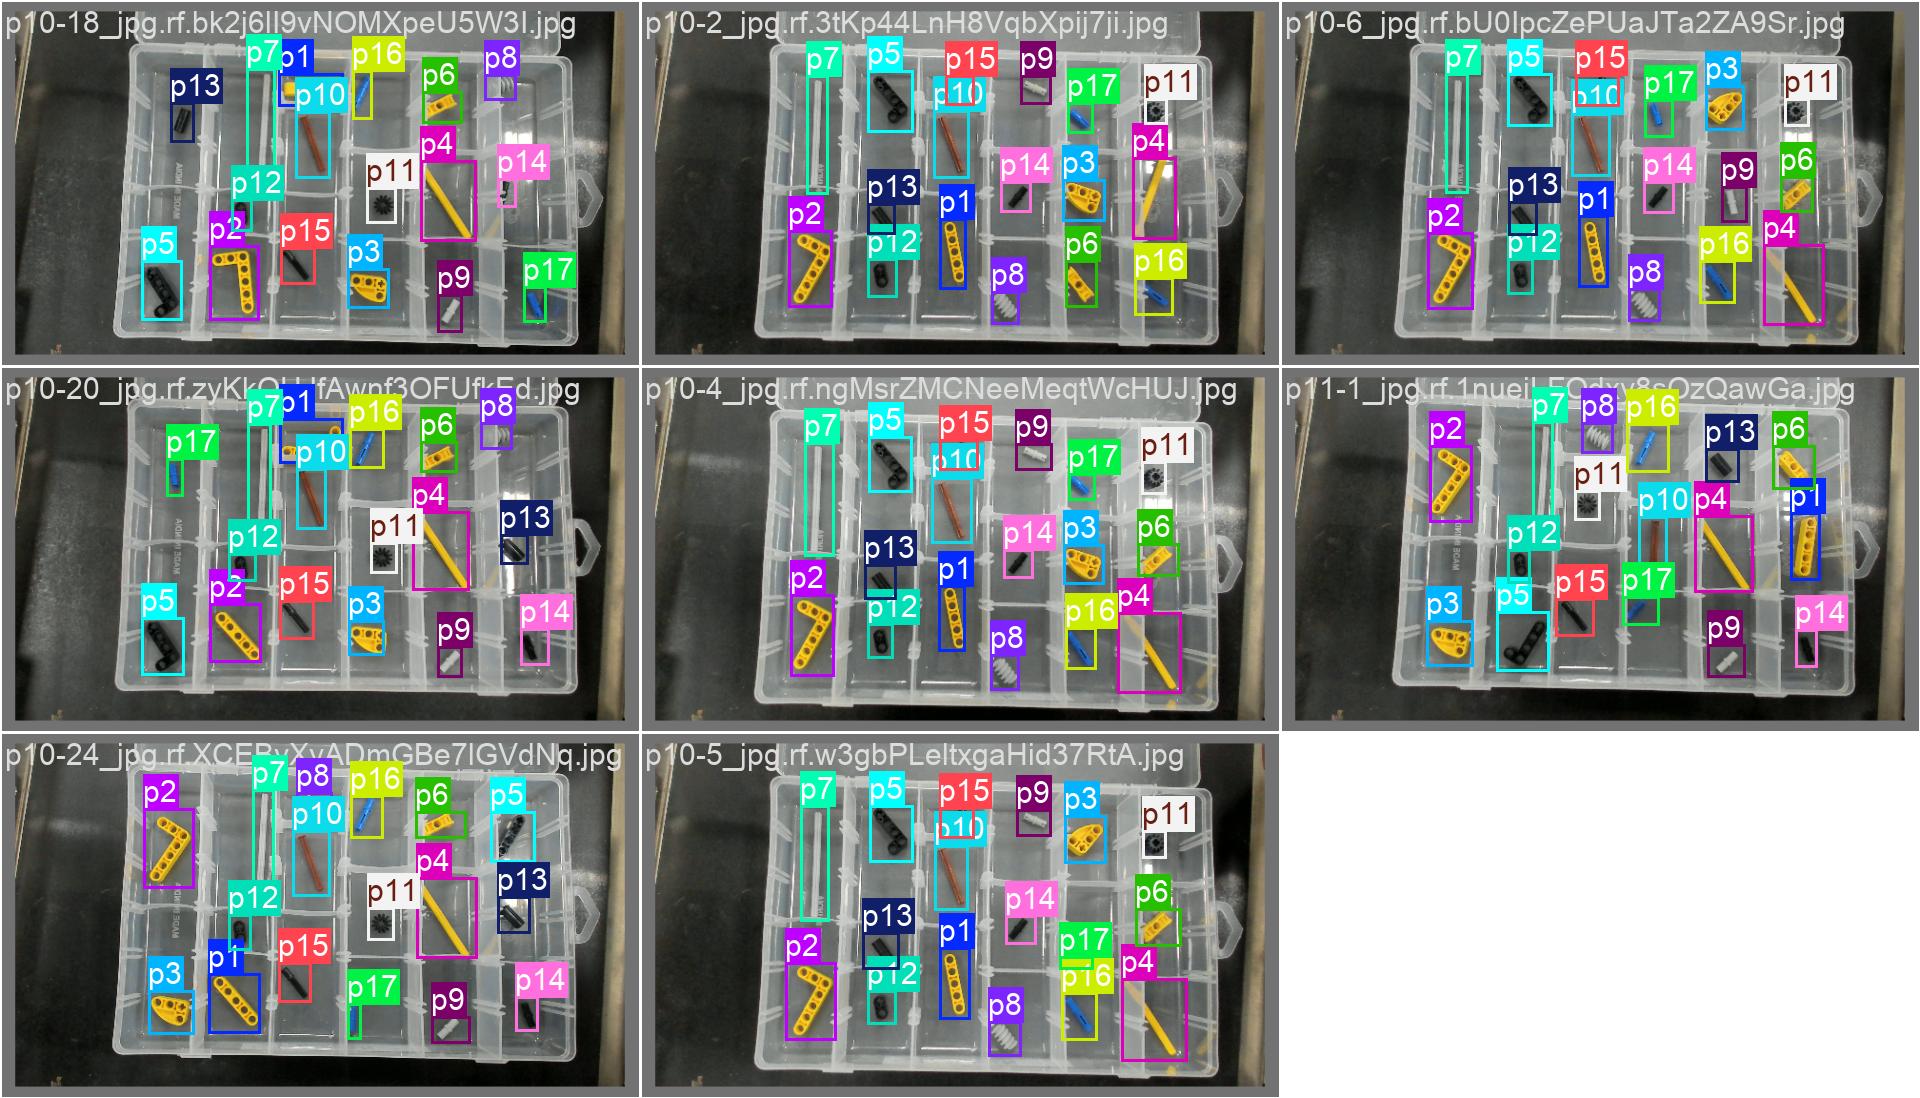 p10-18_jpg.rf.bk2j6II9vNOMXpeU5W3I.jpg
p7 p1 p16 p8
p13 p10 p6
p4
p12 p11 p14
p2 p15
p5 p3 p9 p17
p10-2_jpg.rf.3tKp44LnH8VqbXpij7ji.jpg
p7 p5 p15 p9
p10 p17 p11
p4
p13 p14 p3
p2 p1
p12 p6 p16
p8
p10-6_jpg.rf.bU0IpcZePUaJTa2ZA9Sr.jpg
p7 p5 p15 p3
p10 p17 p11
p14 p9 p6
p13 p1
p2 p12 p16 p4
p8
p7 p1 p16 p8
p17 p10 p6
p4
p12 p11 p13
p2 p15
p5 p3 p9 p14
p10-4_jpg.rf.ngMsrZMCNeeMeqtWcHUJ.jpg
p7 p5 p15 p9
p10 p17 p11
p13 p14 p3 p6
p2 p1
p12 p16 p4
p8
p7 p8 p16
p2 p13 p6
p11 p10 p4 p1
p12
p3 p5 p15 p17
p9 p14
p7 p8 p16
p2 p10 p6 p5
p4
p12 p11 p13
p1 p15
p3 p17 p9 p14
p10-5_jpg.rf.w3gbPLeltxgaHid37RtA.jpg
p7 p5 p15 p9 p3
p10 p11
p13 p14 p6
p2 p1 p17
p12 p16 p4
p8